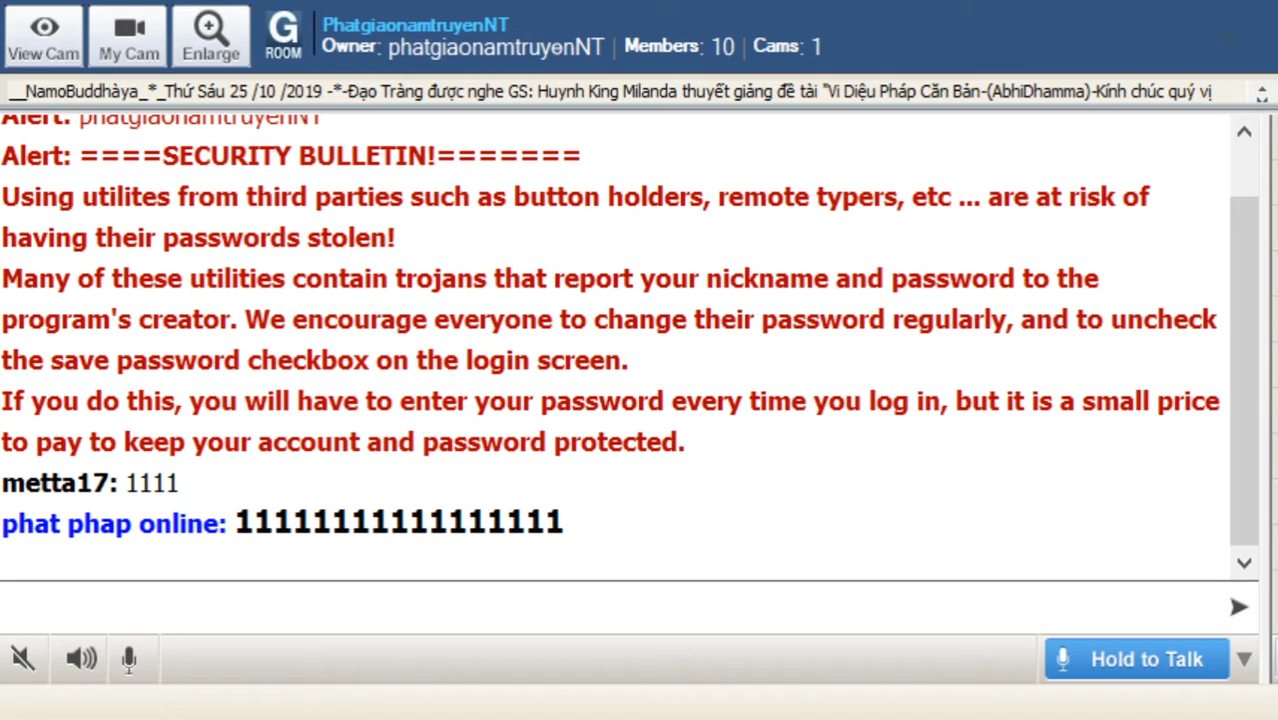 View Cam
My Cam
Enlarge
G
ROOM
PhatgiaonamtruyenNT
Owner: phatgiaonamtruyenNT | Members: 10 | Cams: 1
__NamoBuddhàya_*_Thứ Sáu 25 /10 /2019 -*-Đạo Tràng được nghe GS: Huynh King Milanda thuyết giảng đề tài "Vi Diệu Pháp Căn Bản-(AbhiDhamma)-Kính chúc quý vị
Alert: phatgiaonamtruyenNT
Alert: ====SECURITY BULLETIN!=======
Using utilites from third parties such as button holders, remote typers, etc ... are at risk of
having their passwords stolen!
Many of these utilities contain trojans that report your nickname and password to the
program's creator. We encourage everyone to change their password regularly, and to uncheck
the save password checkbox on the login screen.
If you do this, you will have to enter your password every time you log in, but it is a small price
to pay to keep your account and password protected.
metta17: 1111
phat phap online: 11111111111111111
Hold to Talk